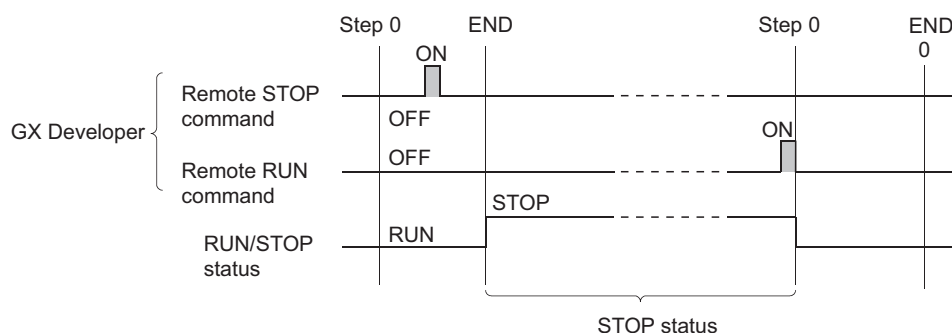 Step 0 END Step 0 END
0
ON
GX Developer
Remote STOP
command
OFF
ON
Remote RUN
command
OFF
STOP
RUN/STOP
status
RUN
STOP status